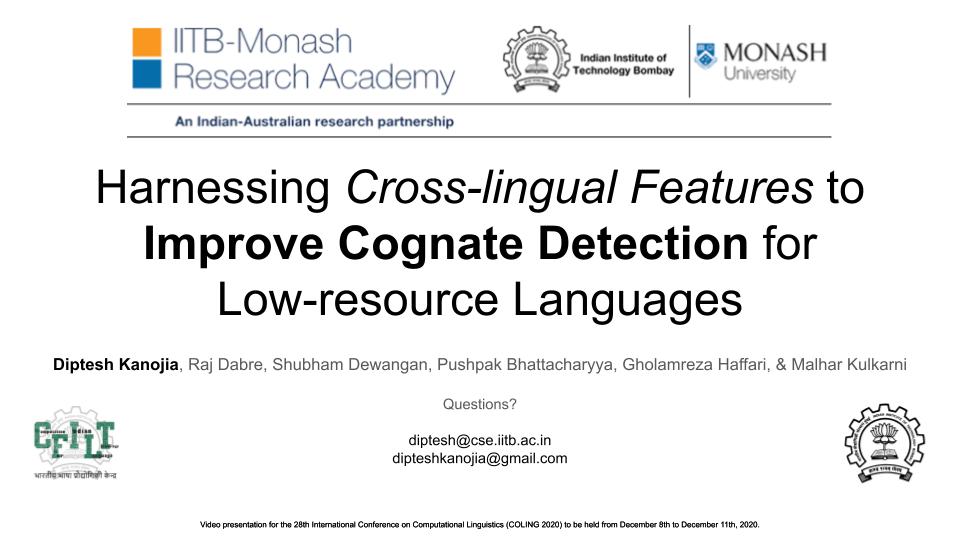 IITB-Monash
Research Academy
Indian Institute of
Technology Bombay
MONASH
University
An Indian-Australian research partnership
Harnessing Cross-lingual Features to
Improve Cognate Detection for
Low-resource Languages
Diptesh Kanojia, Raj Dabre, Shubham Dewangan, Pushpak Bhattacharyya, Gholamreza Haffari, & Malhar Kulkarni
Questions?
diptesh@cse.iitb.ac.in
dipteshkanojia@gmail.com
CFILT
भारतीय भाषा प्रौद्योगिकी केन्द्र
Video presentation for the 28th International Conference on Computational Linguistics (COLING 2020) to be held from December 8th to December 11th, 2020.